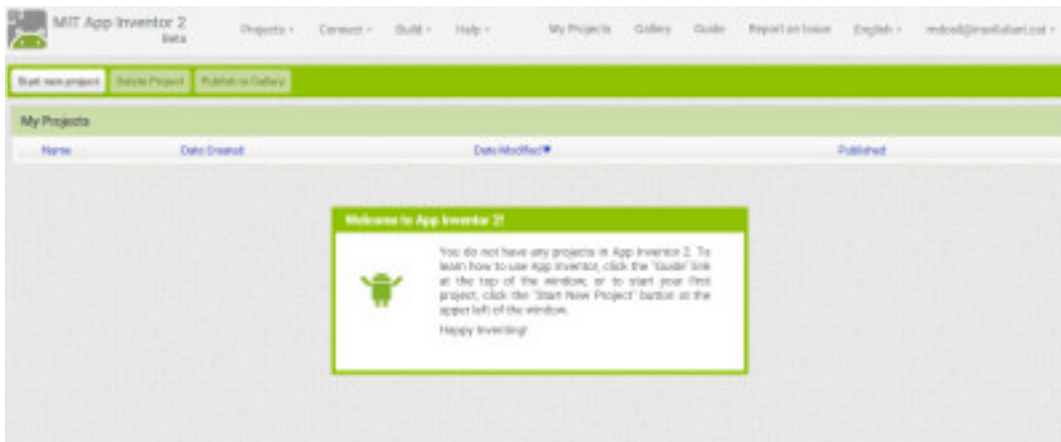 MIT App Inventor 2
Beta
Projects Connect Build Help My Projects Gallery Guide Report an Issue English
Start new project Delete Project Publish to Gallery
My Projects
Name Date Created Date Modified Published
Welcome to App Inventor 2!
You do not have any projects in App Inventor 2. To
learn how to use App Inventor, click the "Guide" link
at the top of the window; or to start your first
project, click the "Start New Project" button at the
upper left of the window.
Happy Inventing!